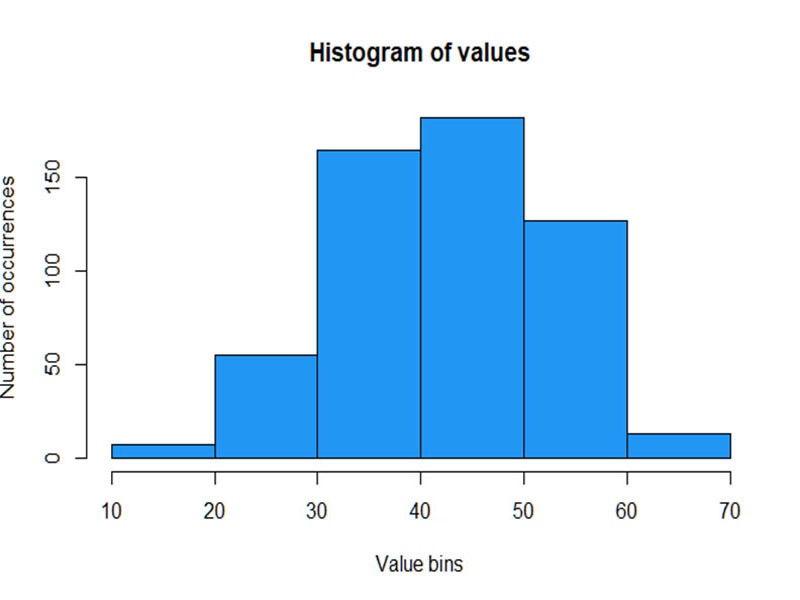 Histogram of values
Number of occurrences
150
100
50
0
10 20 30 40 50 60 70
Value bins